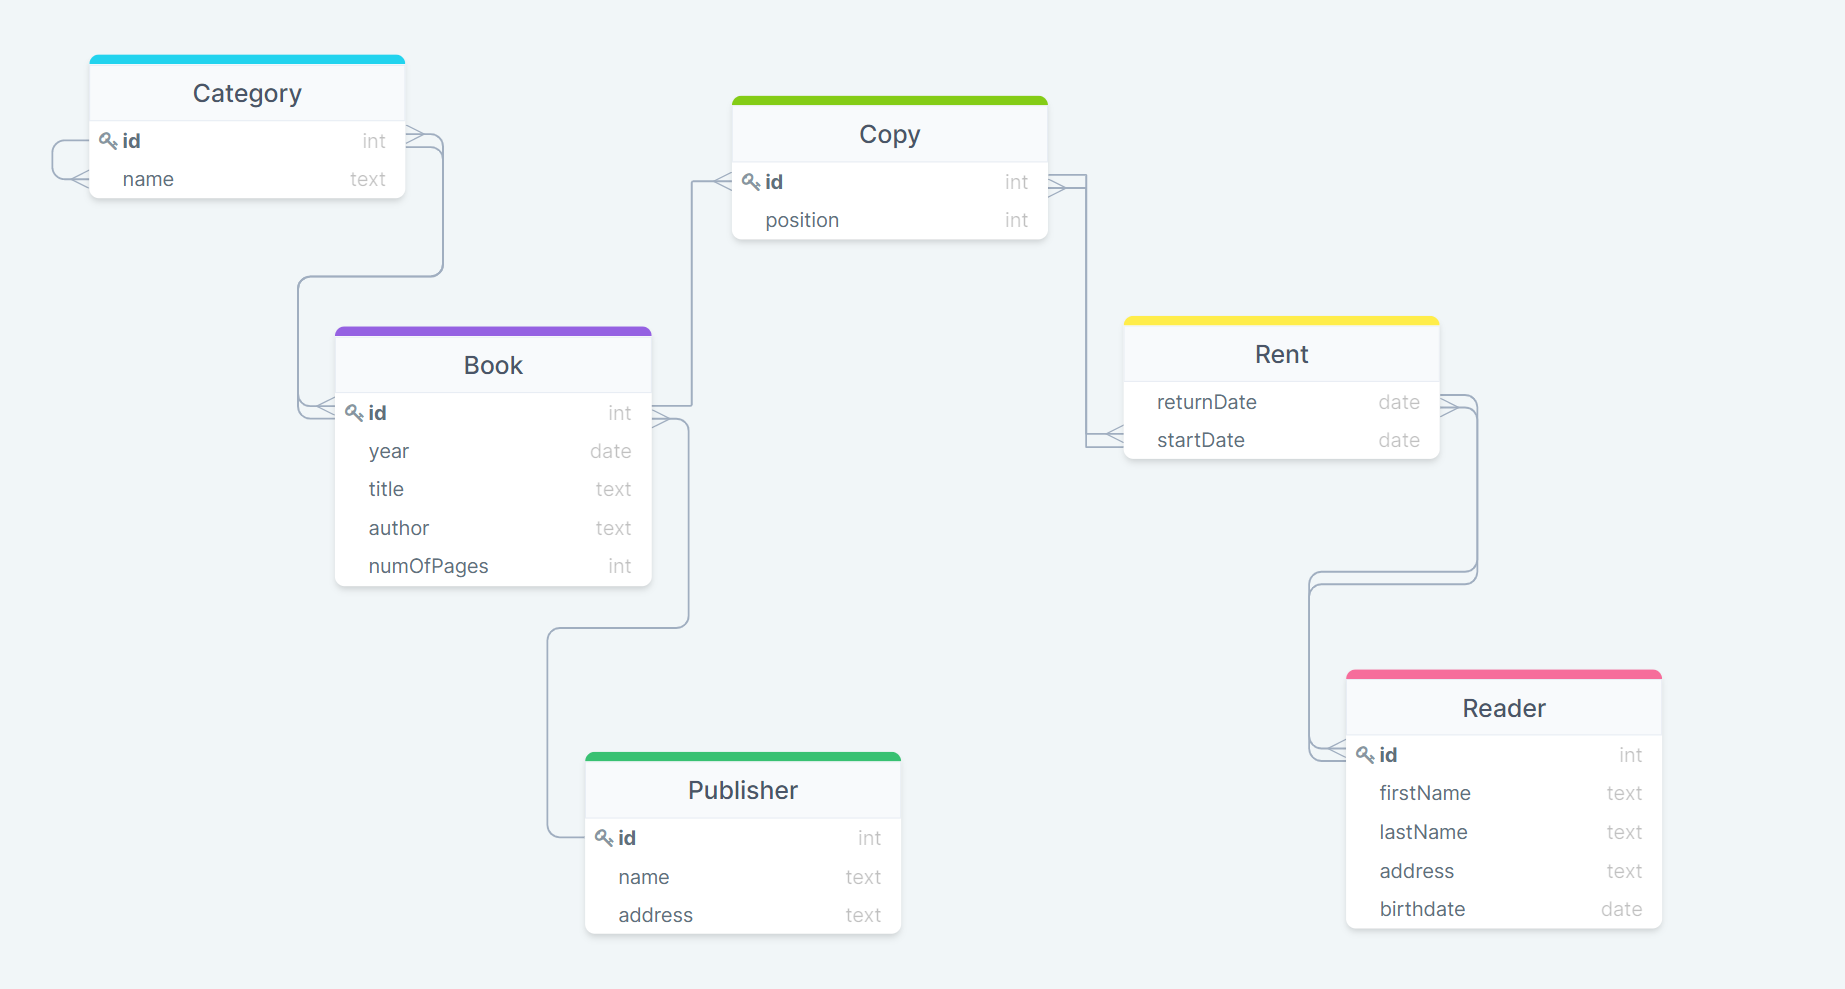 Category
id int
name text
Copy
id int
position int
Book
id int
year date
title text
author text
numOfPages int
Rent
returnDate date
startDate date
Publisher
id int
name text
address text
Reader
id int
firstName text
lastName text
address text
birthdate date